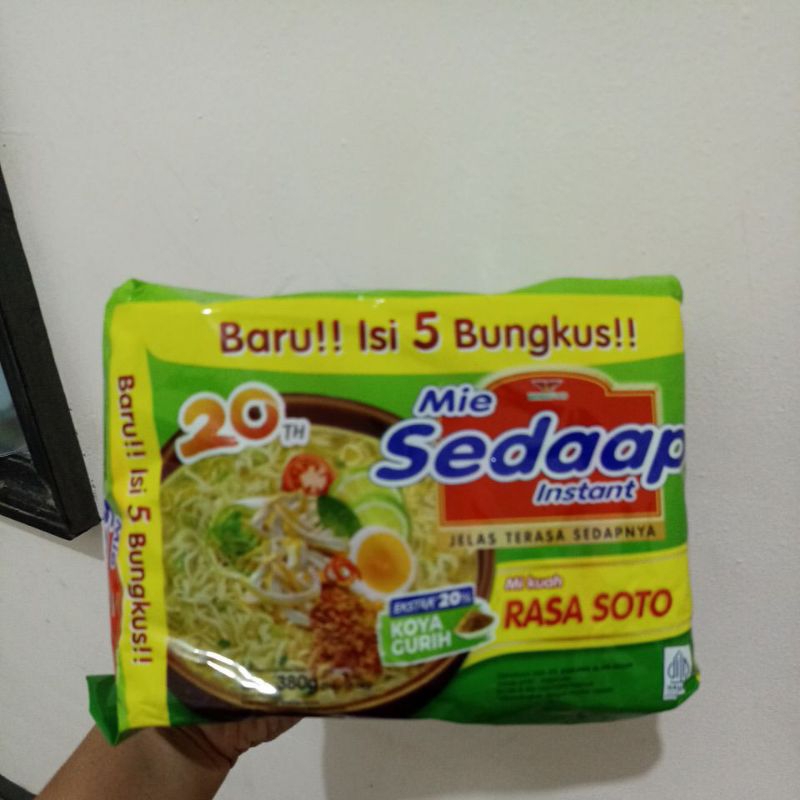 Baru!! Isi 5 Bungkus!!
Baru!! Isi 5 Bungkus!!
20TH
Mie
Sedaap
Instant
JELAS TERASA SEDAPNYA
Mi kuah
RASA SOTO
EKSTRA 20%
KOYA
GURIH
380g